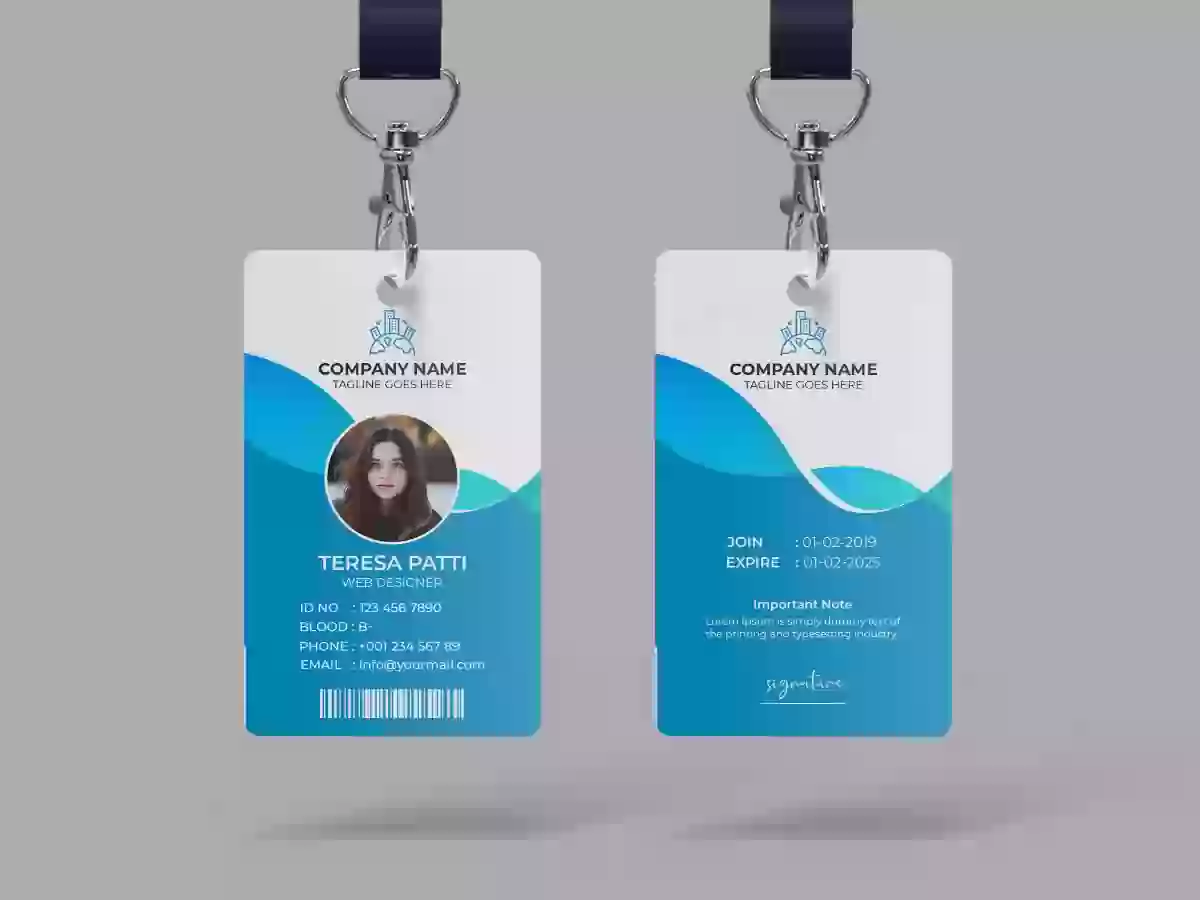 COMPANY NAME
TAGLINE GOES HERE
TERESA PATTI
WEB DESIGNER
ID NO : 123 456 7890
BLOOD : B-
PHONE : +001 234 567 89
EMAIL : Info@yourmail.com
COMPANY NAME
TAGLINE GOES HERE
JOIN : 01-02-2019
EXPIRE : 01-02-2025
Important Note
Lorem Ipsum is simply dummy text of
the printing and typesetting industry.
signature